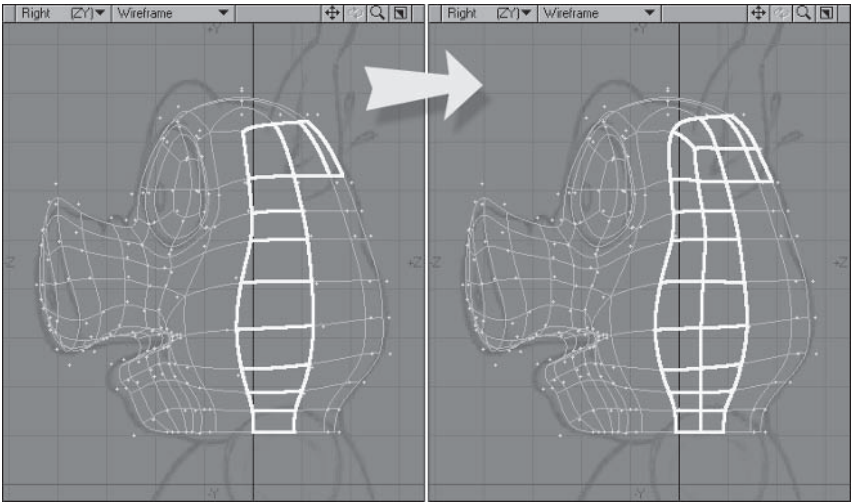 Right (ZY) Wireframe
+Y
-Z +Z
-Y
Right (ZY) Wireframe
+Y
-Z +Z
-Y